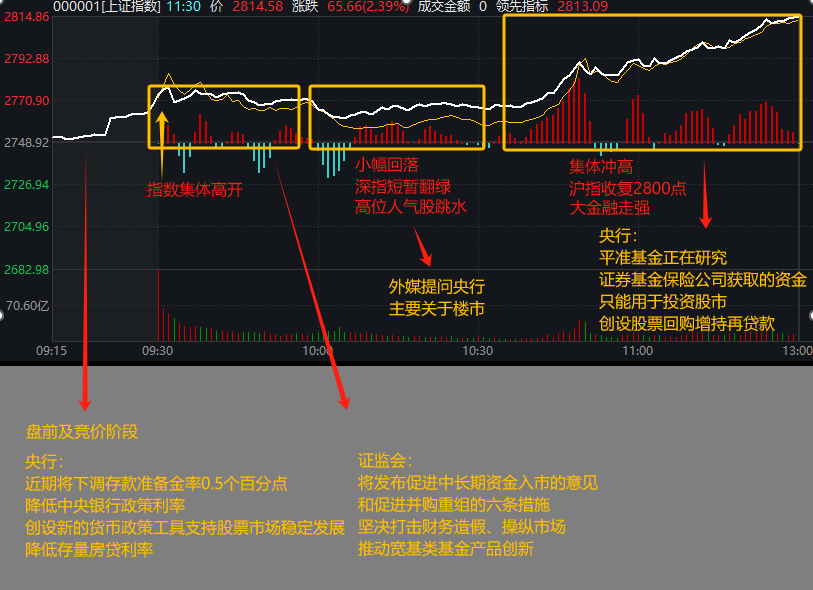 000001[上证指数] 11:30 价 2814.58 涨跌 65.66(2.39%) 成交金额 0 领先指标 2813.09
2814.86
2792.88
2770.90
2748.92
2726.94
2704.96
2682.98
70.60亿
指数集体高开
小幅回落
深指短暂翻绿
高位人气股跳水
外媒提问央行
主要关于楼市
集体冲高
沪指收复2800点
大金融走强
央行：
平准基金正在研究
证券基金保险公司获取的资金
只能用于投资股市
创设股票回购增持再贷款
09:15 09:30 10:00 10:30 11:00 13:00
盘前及竞价阶段
央行：
近期将下调存款准备金率0.5个百分点
降低中央银行政策利率
创设新的货币政策工具支持股票市场稳定发展
降低存量房贷利率
证监会：
将发布促进中长期资金入市的意见
和促进并购重组的六条措施
坚决打击财务造假、操纵市场
推动宽基类基金产品创新